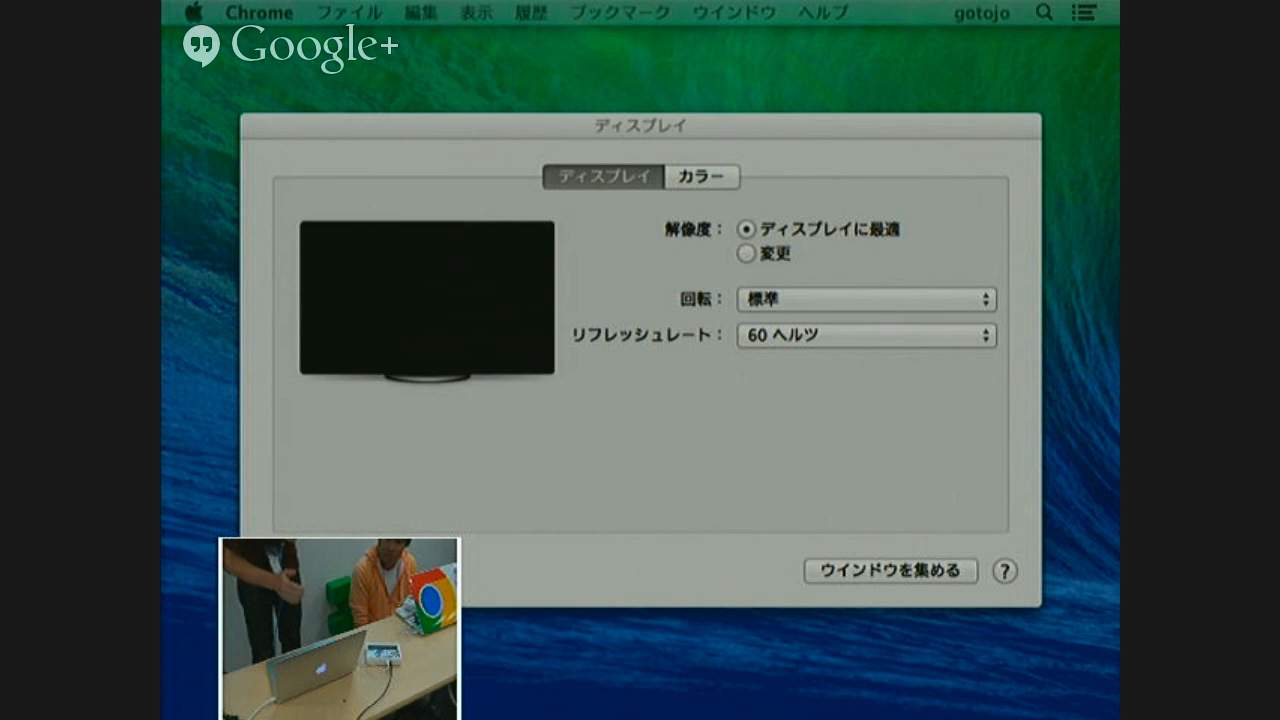 Chrome ファイル 編集 表示 履歴 ブックマーク ウインドウ ヘルプ gotojo
Google+
ディスプレイ
ディスプレイ カラー
解像度： ディスプレイに最適
変更
回転： 標準
リフレッシュレート： 60 ヘルツ
ウインドウを集める ?